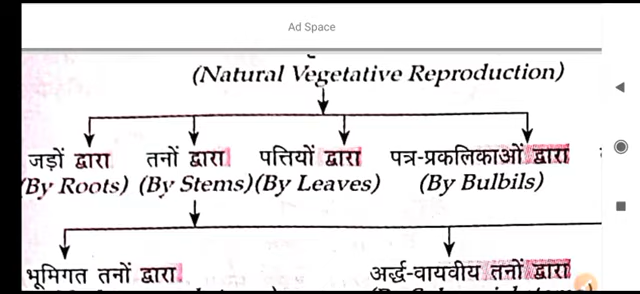 Ad Space
(Natural Vegetative Reproduction)
जड़ों द्वारा तनों द्वारा पत्तियों द्वारा पत्र-प्रकलिकाओं द्वारा
(By Roots) (By Stems) (By Leaves) (By Bulbils)
भूमिगत तनों द्वारा अर्द्ध-वायवीय तनों द्वारा